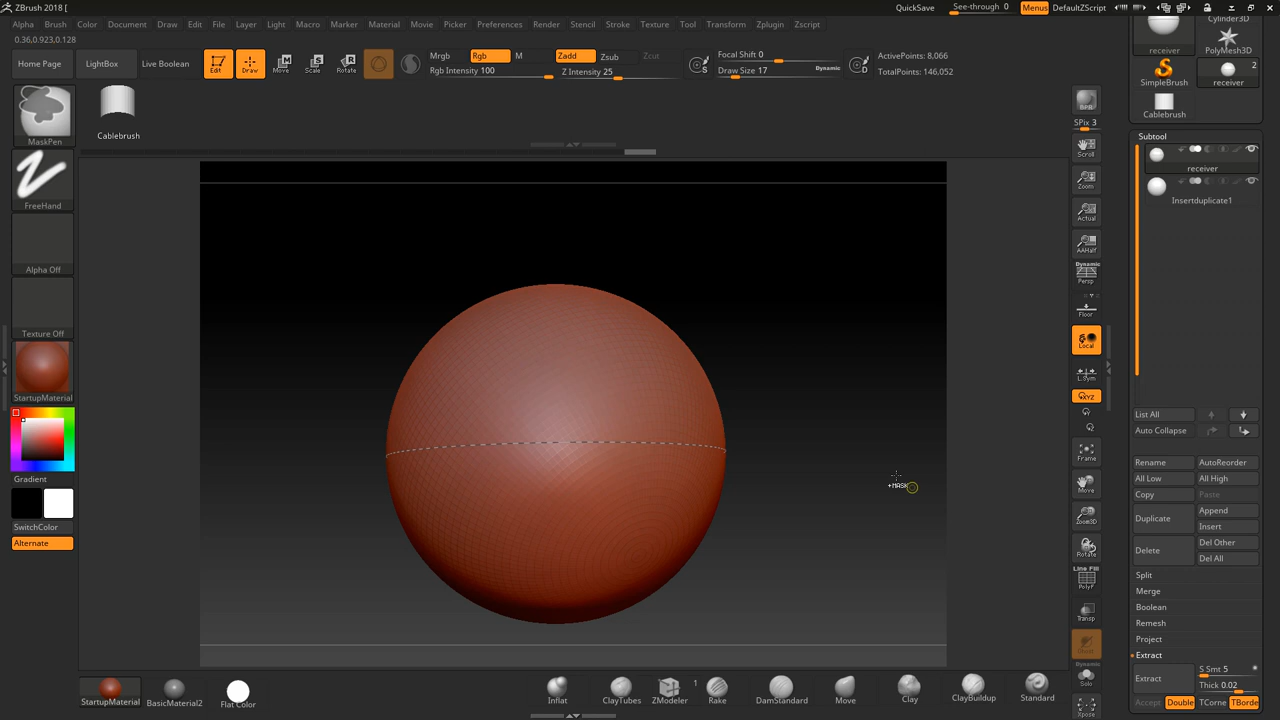 ZBrush 2018 [
QuickSave
See-through 0
Menus
DefaultZScript
Alpha Brush Color Document Draw Edit File Layer Light Macro Marker Material Movie Picker Preferences Render Stencil Stroke Texture Tool Transform Zplugin Zscript
0.36,0.923,0.128
Home Page
LightBox
Live Boolean
Edit
Draw
Move
Scale
Rotate
Mrgb Rgb M
Rgb Intensity 100
Zadd Zsub Zcut
Z Intensity 25
S
Focal Shift 0
Draw Size 17
Dynamic
D
ActivePoints: 8,066
TotalPoints: 146,052
MaskPen
Cablebrush
FreeHand
Alpha Off
Texture Off
StartupMaterial
Gradient
SwitchColor
Alternate
+MASK
BPR
SPix 3
Scroll
Zoom
Actual
AAHalf
Dynamic
Persp
Floor
Local
L.Sym
XYZ
Frame
Move
Zoom3D
Rotate
Line Fill
PolyF
Transp
Dynamic
Solo
Xpose
Cylinder3D
receiver
PolyMesh3D
SimpleBrush
2
receiver
Cablebrush
Subtool
receiver
Insertduplicate1
List All
Auto Collapse
Rename AutoReorder
All Low All High
Copy Paste
Duplicate
Append
Insert
Delete
Del Other
Del All
Split
Merge
Boolean
Remesh
Project
Extract
Extract
S Smt 5
Thick 0.02
Accept Double TCorne TBorde
StartupMaterial
BasicMaterial2
Flat Color
Inflat
ClayTubes
1
ZModeler
Rake
DamStandard
Move
Clay
ClayBuildup
Standard